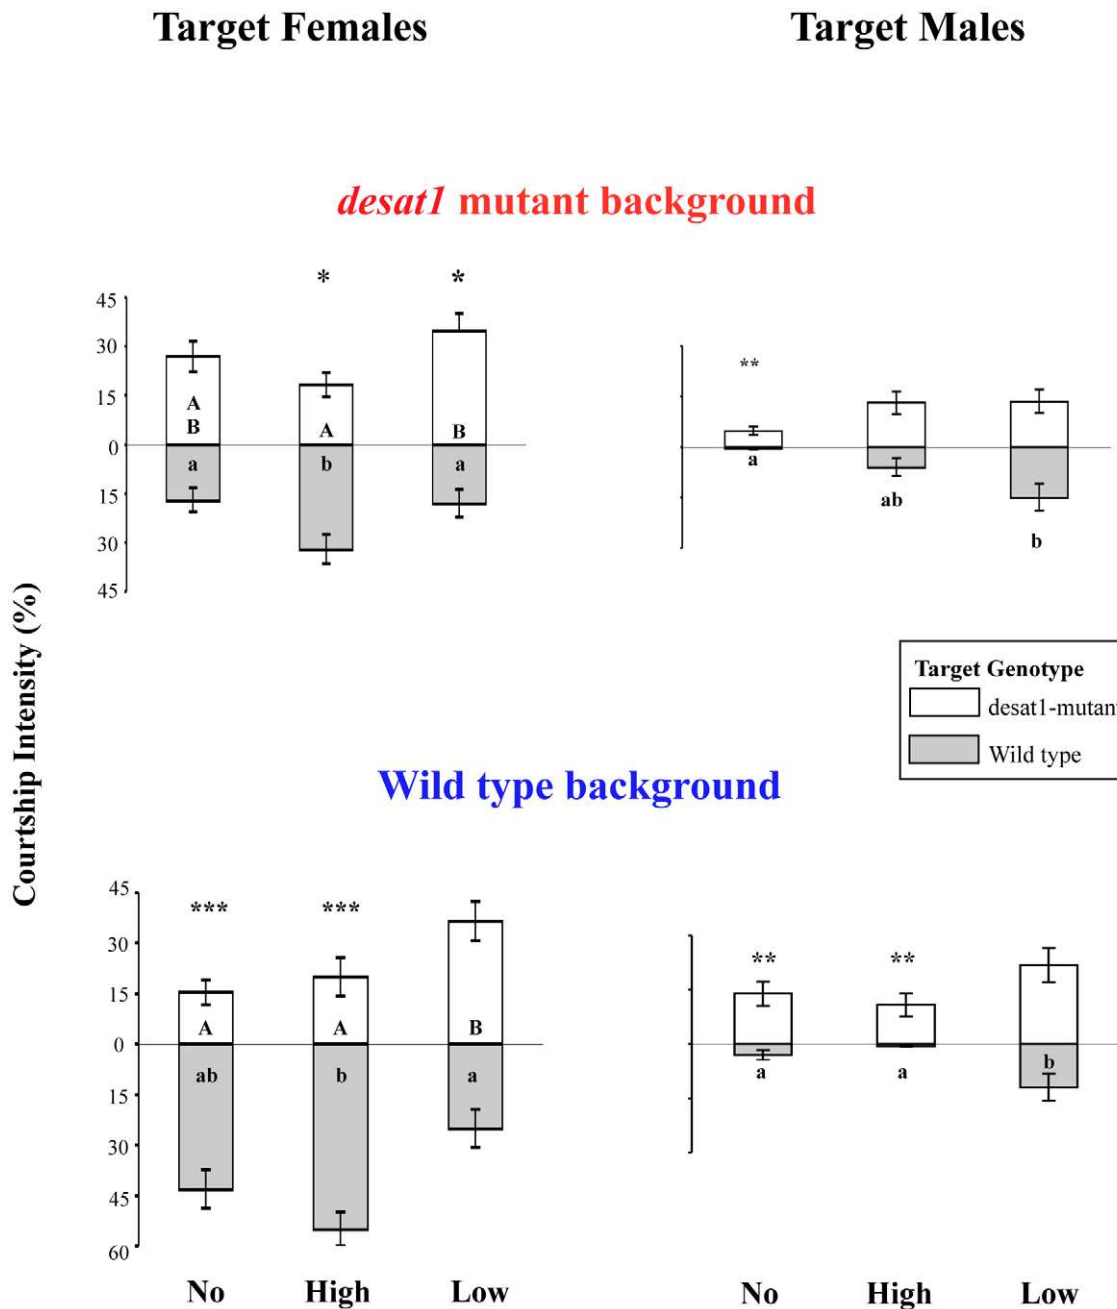 Target Females
Target Males
desat1 mutant background
* *
45
30
15
0
15
30
45
A
B
a
A
b
B
a
**
a
ab
b
Courtship Intensity (%)
Target Genotype
desat1-mutant
Wild type
Wild type background
*** ***
45
30
15
0
15
30
45
60
A
ab
A
b
B
a
** **
a
a
b
No High Low
No High Low